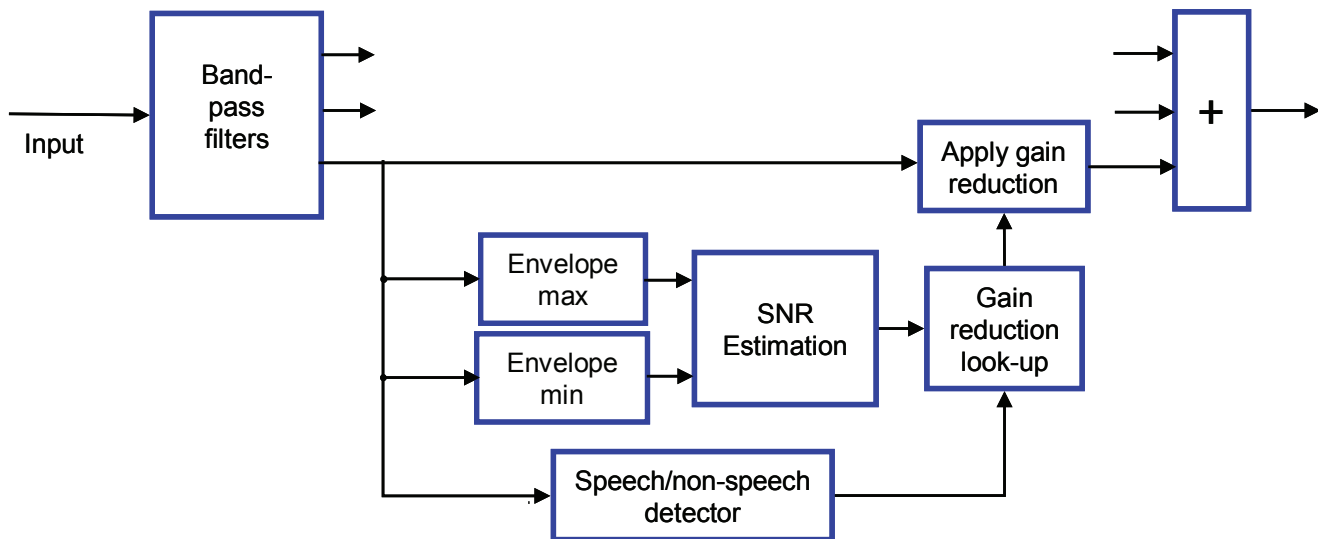 Band-
pass
filters
Input
+
Apply gain
reduction
Envelope
max
SNR
Estimation
Gain
reduction
look-up
Envelope
min
Speech/non-speech
detector